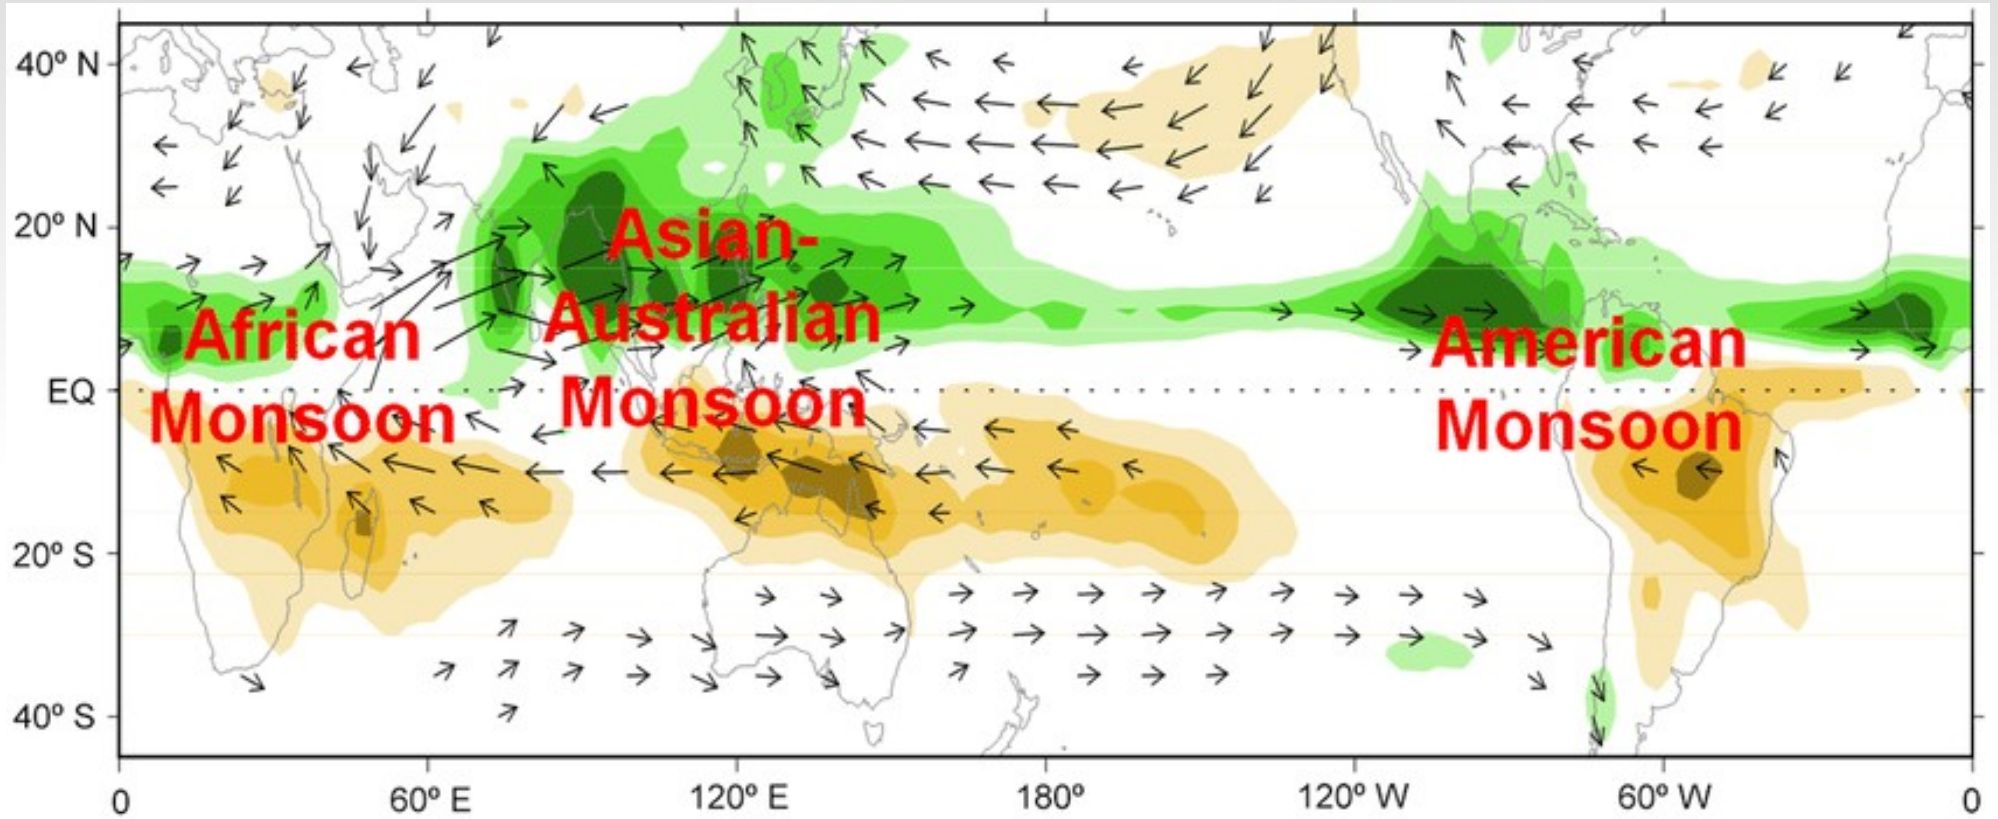 40º N
20º N
EQ
20º S
40º S
0
60º E
120º E
180º
120º W
60º W
0
African
Monsoon
Asian-
Australian
Monsoon
American
Monsoon